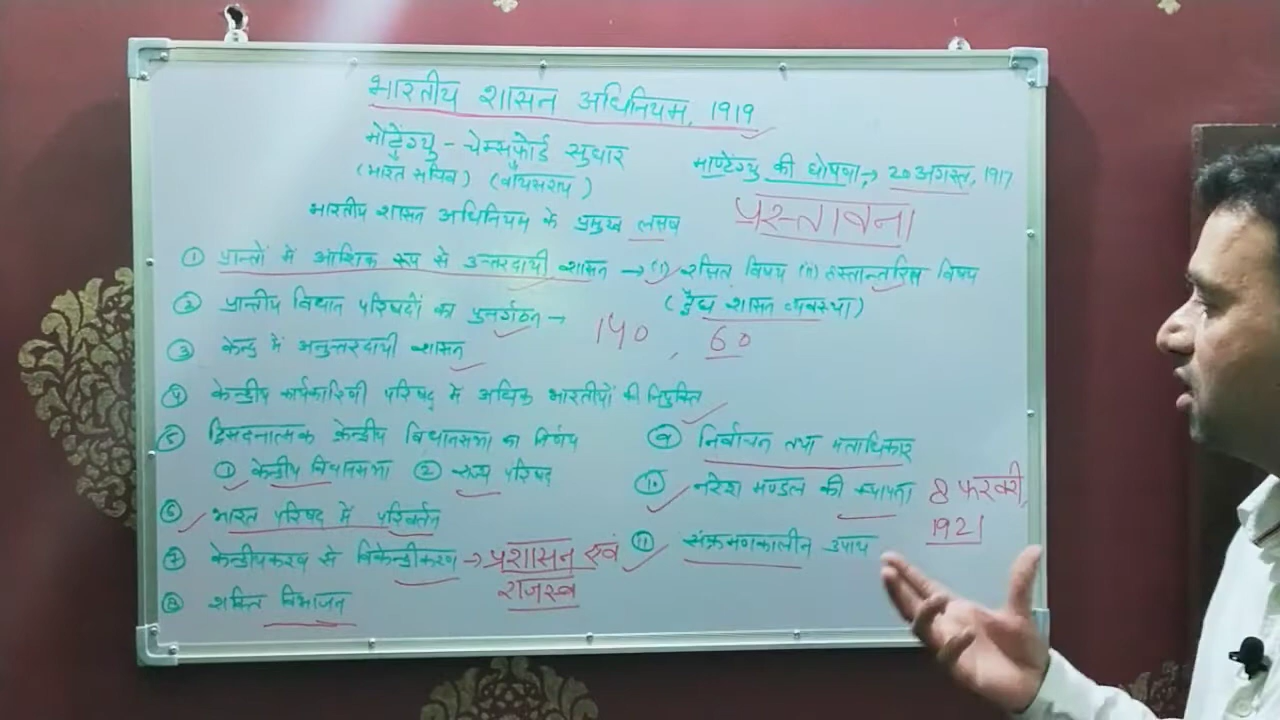 भारतीय शासन अधिनियम, 1919
मोंटेंग्यू - चेम्सफोर्ड सुधार
(भारत सचिव) (वायसराय)
माण्टेंग्यु की घोषणा, → 20 अगस्त, 1917
भारतीय शासन अधिनियम के प्रमुख लक्षण
प्रस्तावना
① प्रान्तों में आंशिक रूप से उत्तरदायी शासन → (i) रक्षित विषय (ii) हस्तान्तरित विषय
(द्वैध शासन व्यवस्था)
② प्रान्तीय विधान परिषदों का पुनर्गठन → 140, 60
③ केन्द्र में अनुत्तरदायी शासन
④ केन्द्रीय कार्यकारिणी परिषद् में अधिक भारतीयों की नियुक्ति
⑤ द्विसदनात्मक केन्द्रीय विधानसभा का निर्माण
① केन्द्रीय विधानसभा ② राज्य परिषद्
⑥ भारत परिषद् में परिवर्तन
⑦ केन्द्रीयकरण से विकेन्द्रीकरण → प्रशासन एवं
राजस्व
⑧ शक्ति विभाजन
⑨ निर्वाचन तथा मताधिकार
⑩ नरेश मण्डल की स्थापना 8 फरवरी,
1921
⑪ संक्रमणकालीन उपाय